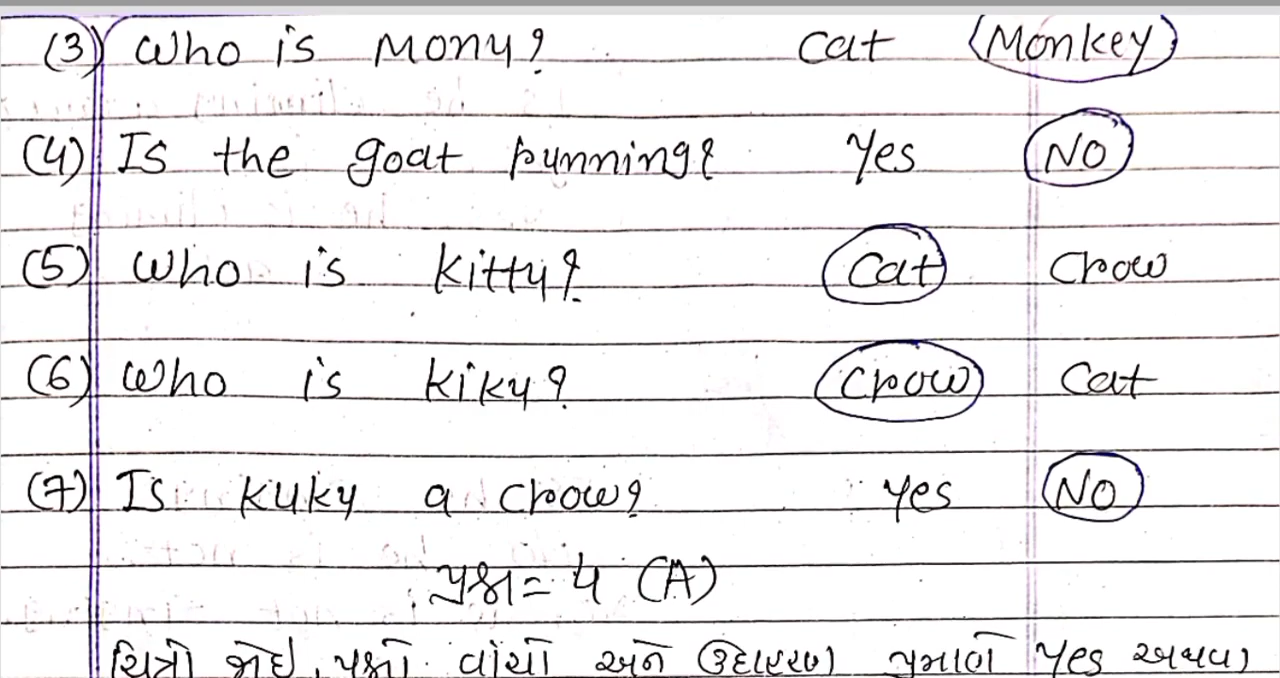 (3) Who is Mony? cat (Monkey)
(4) Is the goat running? Yes NO
(5) Who is kitty? Cat Crow
(6) Who is kiky? Crow Cat
(7) Is kuky a crow? yes NO
પ્રશ્ન= 4 (A)
ચિત્રો જોઈ, પ્રશ્નો વાંચો અને ઉદાહરણ પ્રમાણે yes અથવા